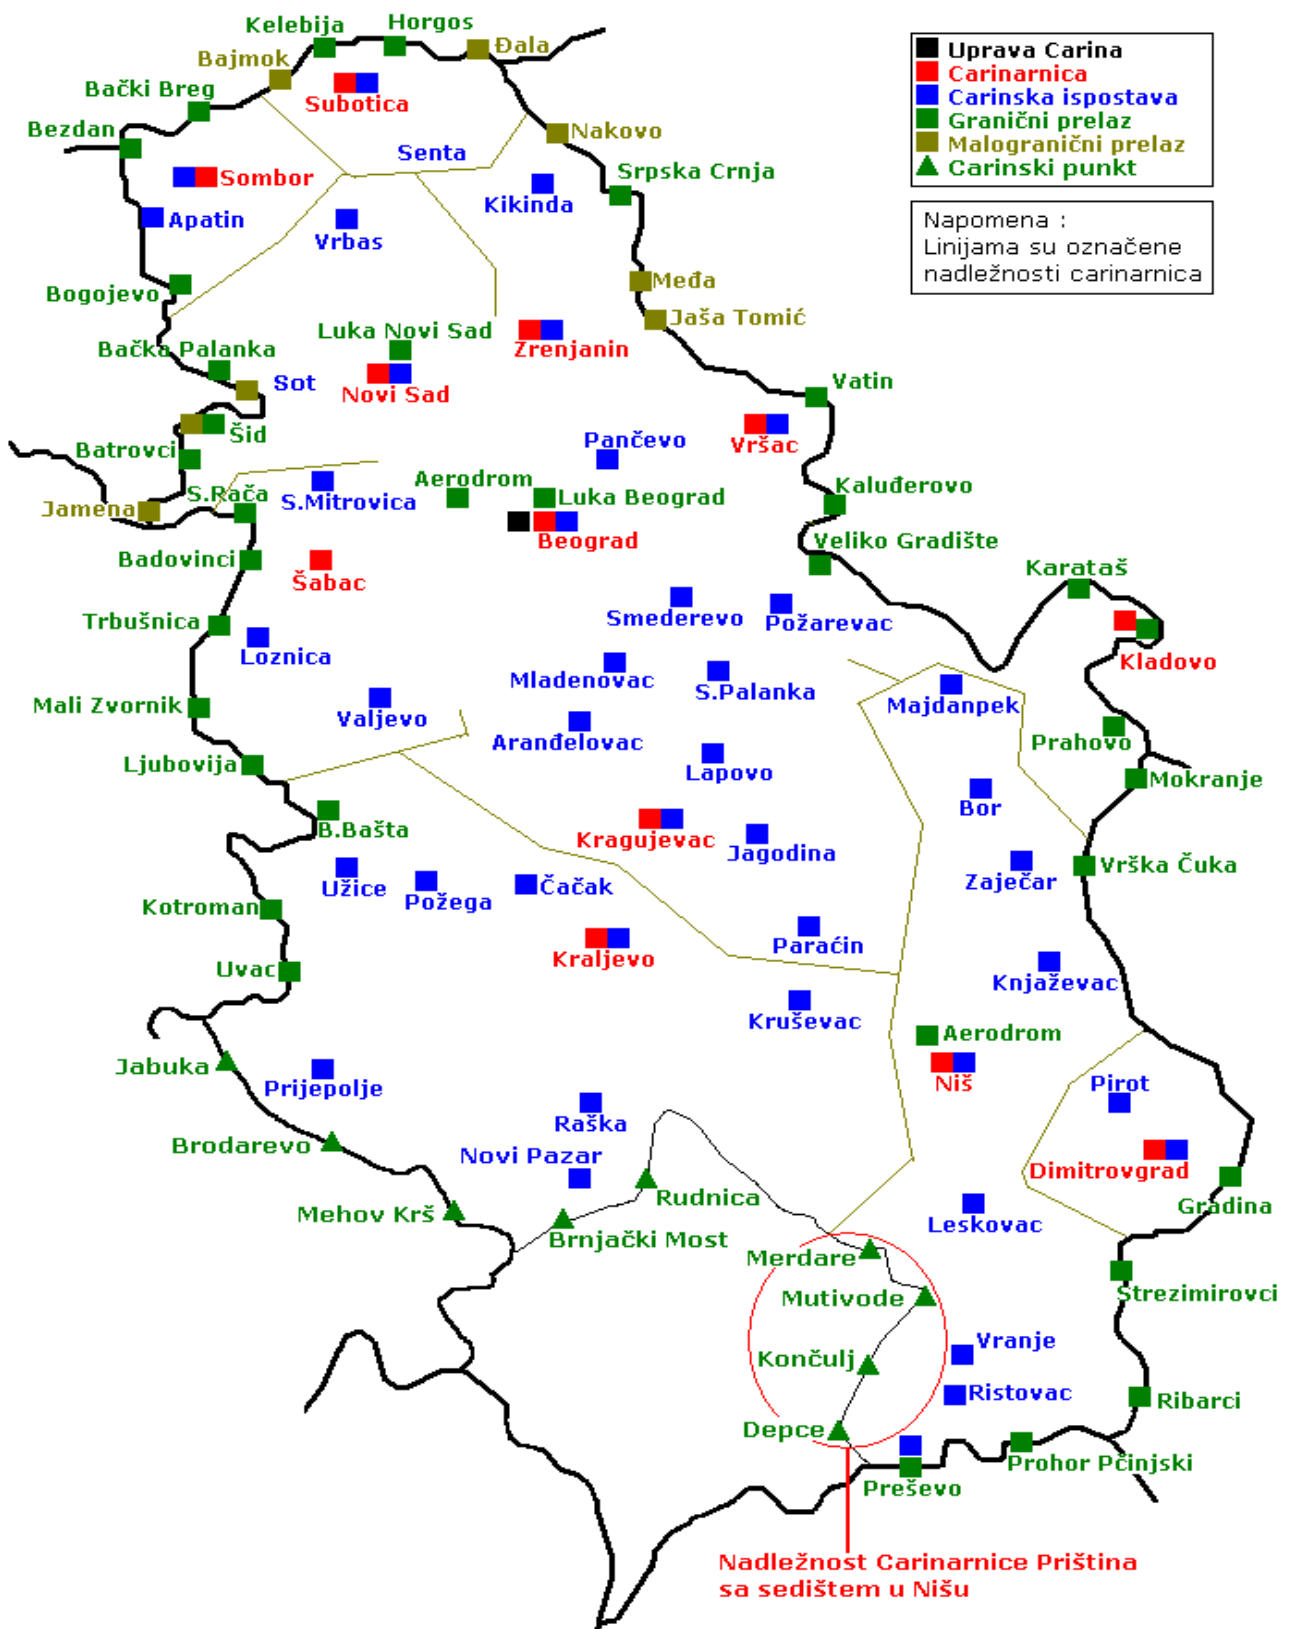 Kelebija
Horgos
Đala
Bajmok
Bački Breg
Subotica
Bezdan
Nakovo
Senta
Srpska Crnja
Sombor
Kikinda
Apatin
Vrbas
Bogojevo
Međa
Jaša Tomić
Luka Novi Sad
Zrenjanin
Bačka Palanka
Sot
Novi Sad
Vatin
Šid
Vršac
Batrovci
Pančevo
Aerodrom
S.Rača
S.Mitrovica
Luka Beograd
Kaluđerovo
Jamena
Beograd
Veliko Gradište
Badovinci
Šabac
Karataš
Trbušnica
Smederevo
Požarevac
Loznica
Kladovo
Mladenovac
S.Palanka
Majdanpek
Mali Zvornik
Valjevo
Aranđelovac
Prahovo
Ljubovija
Lapovo
Mokranje
Bor
B.Bašta
Kragujevac
Jagodina
Vrška Čuka
Užice
Požega
Čačak
Zaječar
Kotroman
Paraćin
Kraljevo
Uvac
Knjaževac
Kruševac
Aerodrom
Jabuka
Prijepolje
Niš
Pirot
Raška
Brodarevo
Novi Pazar
Dimitrovgrad
Rudnica
Gradina
Mehov Krš
Brnjački Most
Leskovac
Merdare
Mutivode
Strezimirovci
Vranje
Končulj
Ristovac
Ribarci
Depce
Prohor Pčinjski
Preševo
Nadležnost Carinarnice Priština
sa sedištem u Nišu
Uprava Carina
Carinarnica
Carinska ispostava
Granični prelaz
Malogranični prelaz
Carinski punkt
Napomena :
Linijama su označene
nadležnosti carinarnica